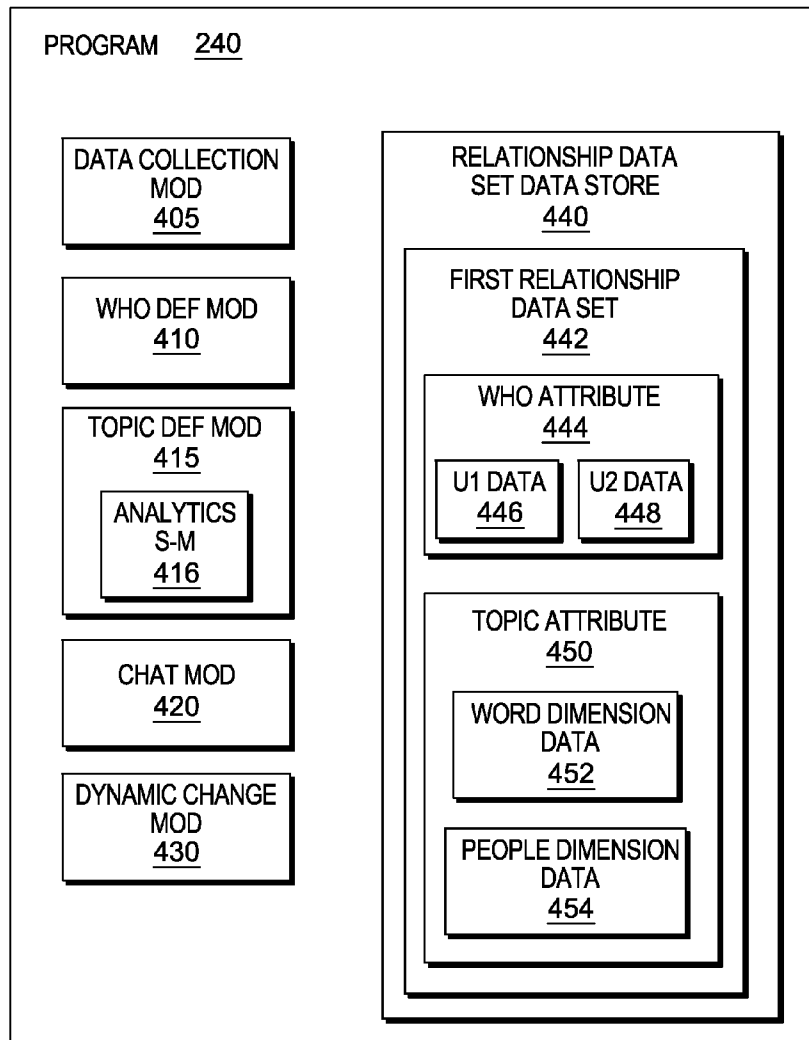 PROGRAM 240
DATA COLLECTION
MOD
405
WHO DEF MOD
410
TOPIC DEF MOD
415
ANALYTICS
S-M
416
CHAT MOD
420
DYNAMIC CHANGE
MOD
430
RELATIONSHIP DATA
SET DATA STORE
440
FIRST RELATIONSHIP
DATA SET
442
WHO ATTRIBUTE
444
U1 DATA
446
U2 DATA
448
TOPIC ATTRIBUTE
450
WORD DIMENSION
DATA
452
PEOPLE DIMENSION
DATA
454